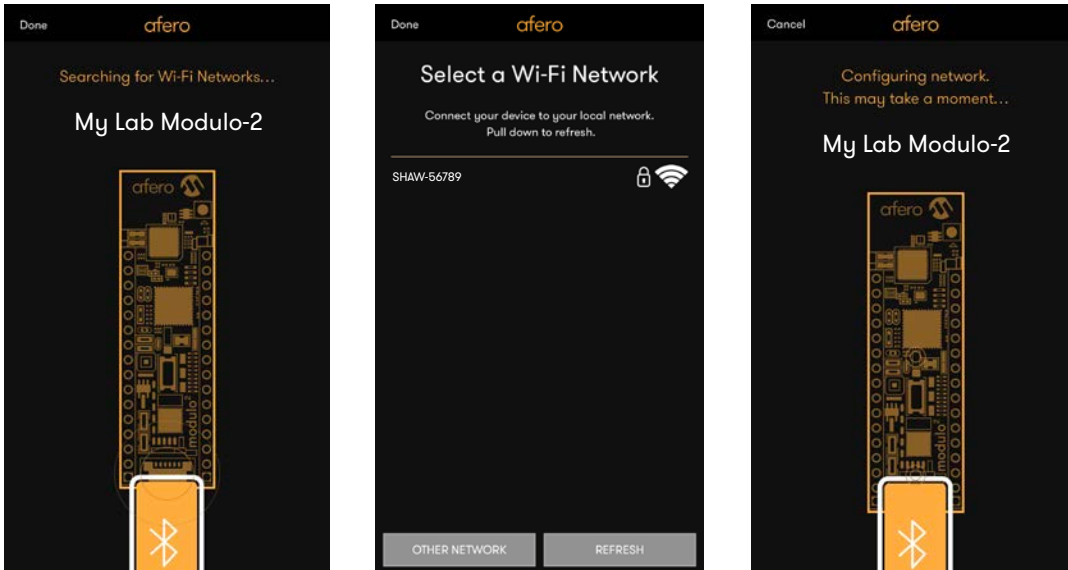 Done
afero
Searching for Wi-Fi Networks...
My Lab Modulo-2
afero
modulo²
Done
afero
Select a Wi-Fi Network
Connect your device to your local network.
Pull down to refresh.
SHAW-56789
OTHER NETWORK
REFRESH
Cancel
afero
Configuring network.
This may take a moment...
My Lab Modulo-2
afero
modulo²